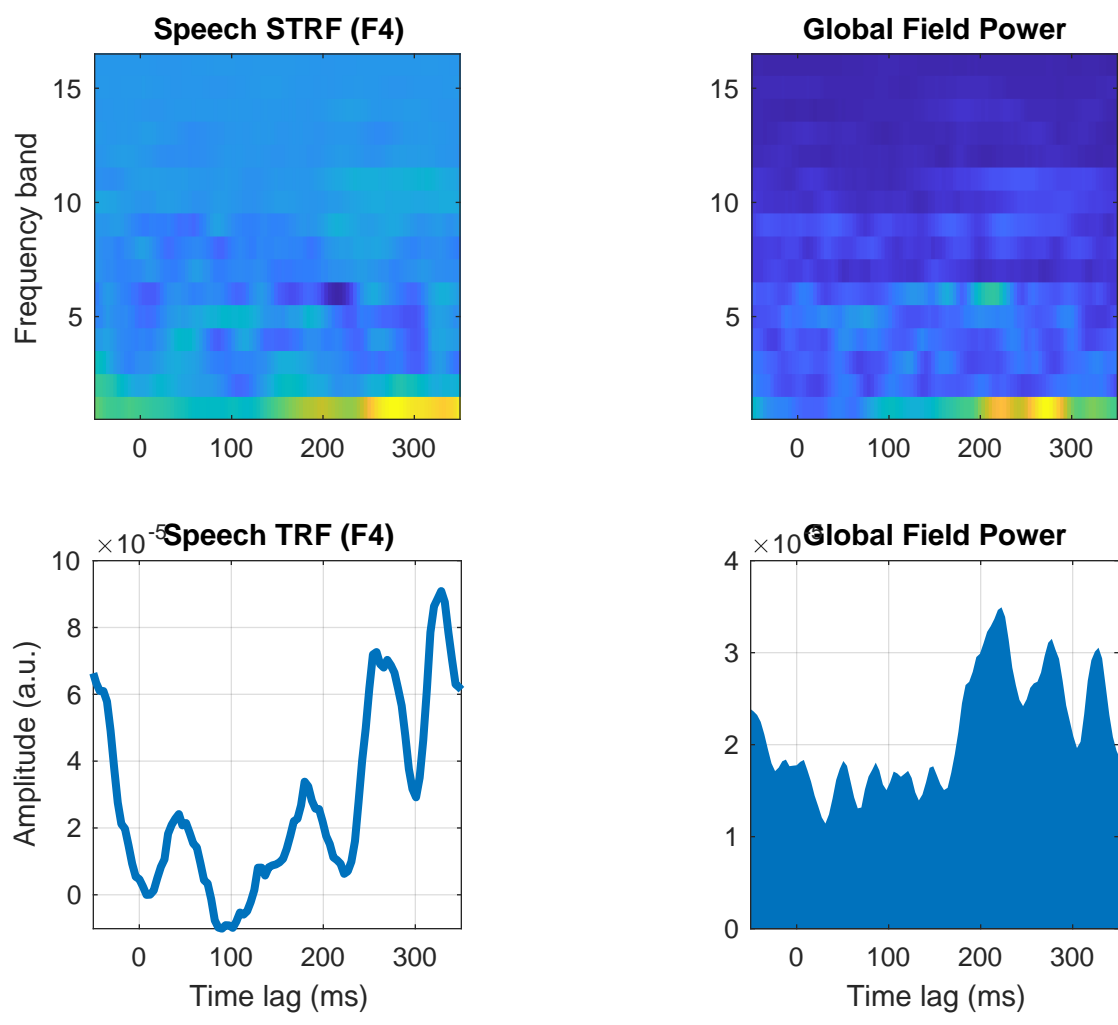 Speech STRF (F4)
Frequency band
15
10
5
0 100 200 300
Global Field Power
15
10
5
0 100 200 300
Speech TRF (F4)
×10⁻⁵
Amplitude (a.u.)
10
8
6
4
2
0
0 100 200 300
Time lag (ms)
Global Field Power
×10
4
3
2
1
0
0 100 200 300
Time lag (ms)